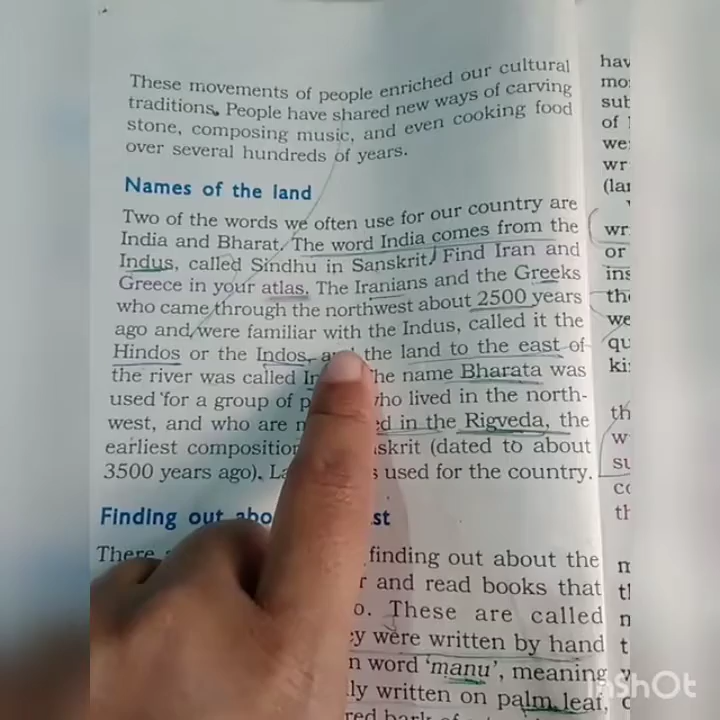 These movements of people enriched our cultural
traditions. People have shared new ways of carving
stone, composing music, and even cooking food
over several hundreds of years.
Names of the land
Two of the words we often use for our country are
India and Bharat. The word India comes from the
Indus, called Sindhu in Sanskrit. Find Iran and
Greece in your atlas. The Iranians and the Greeks
who came through the northwest about 2500 years
ago and were familiar with the Indus, called it the
Hindos or the Indos, and the land to the east of
the river was called The name Bharata was
used for a group of who lived in the north-
west, and who are in the Rigveda, the
earliest composition (dated to about
3500 years ago). used for the country.
Finding out
There finding out about the
and read books that
These are called
were written by hand
word 'manu', meaning
written on palm leaf,
hav
mo
sub
of
we
wr
(lar
wr
or
ins
the
we
qu
ki
th
w
su
co
th
InShOt